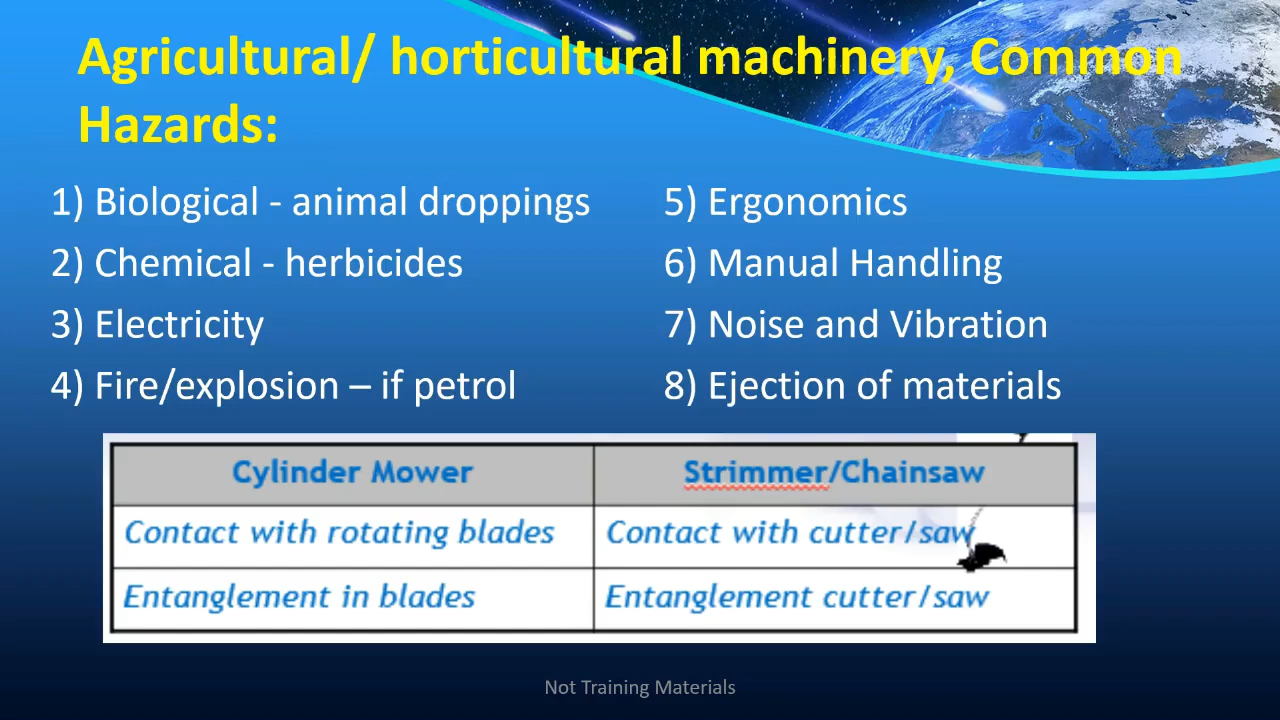 Agricultural/ horticultural machinery, Common
Hazards:
1) Biological - animal droppings
2) Chemical - herbicides
3) Electricity
4) Fire/explosion – if petrol
5) Ergonomics
6) Manual Handling
7) Noise and Vibration
8) Ejection of materials
Cylinder Mower
Strimmer/Chainsaw
Contact with rotating blades
Contact with cutter/saw
Entanglement in blades
Entanglement cutter/saw
Not Training Materials